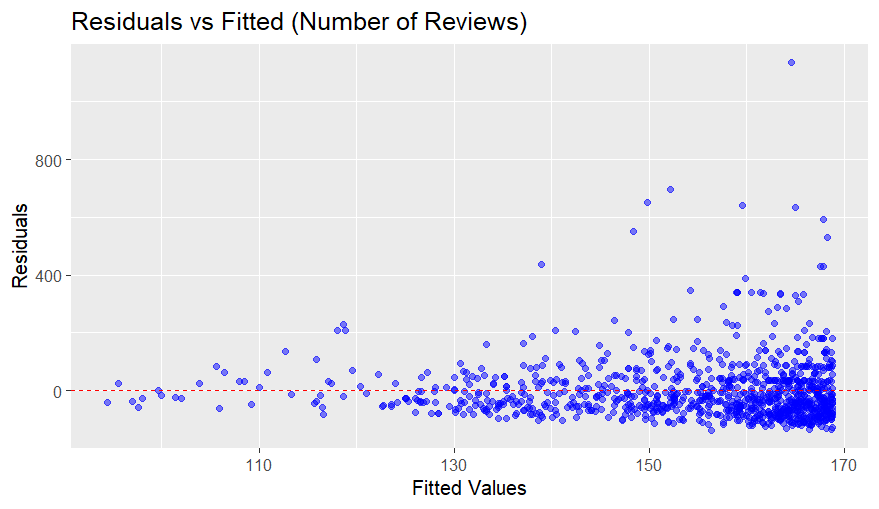 Residuals vs Fitted (Number of Reviews)
800
400
0
Residuals
110 130 150 170
Fitted Values